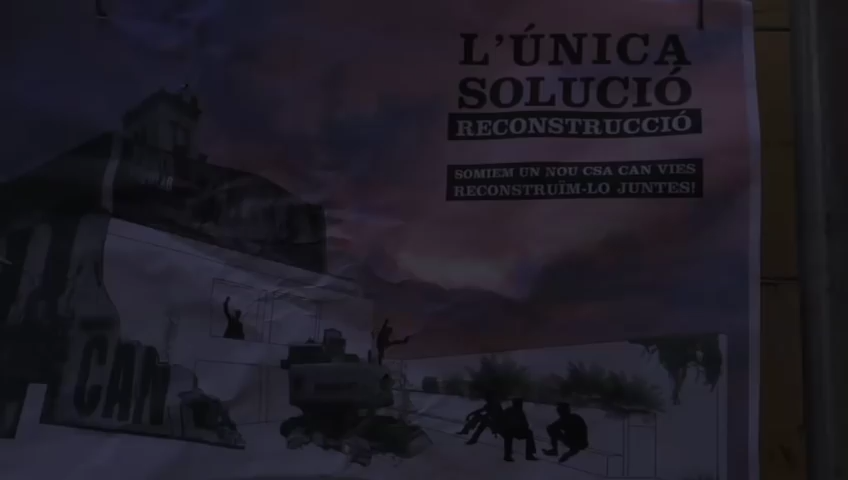 L'ÚNICA
SOLUCIÓ
RECONSTRUCCIÓ
SOMIEM UN NOU CSA CAN VIES
RECONSTRUÏM-LO JUNTES!
CAN